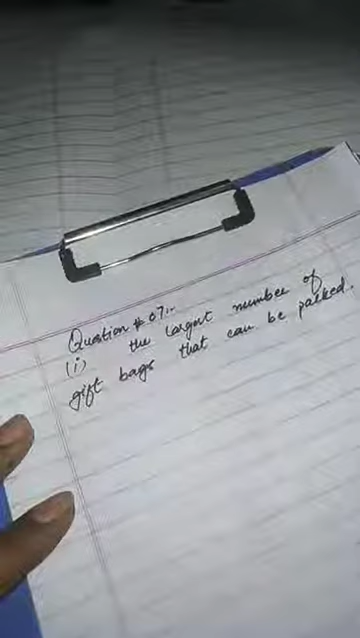 Question # 07:-
(i) the largest number of
gift bags that can be packed.